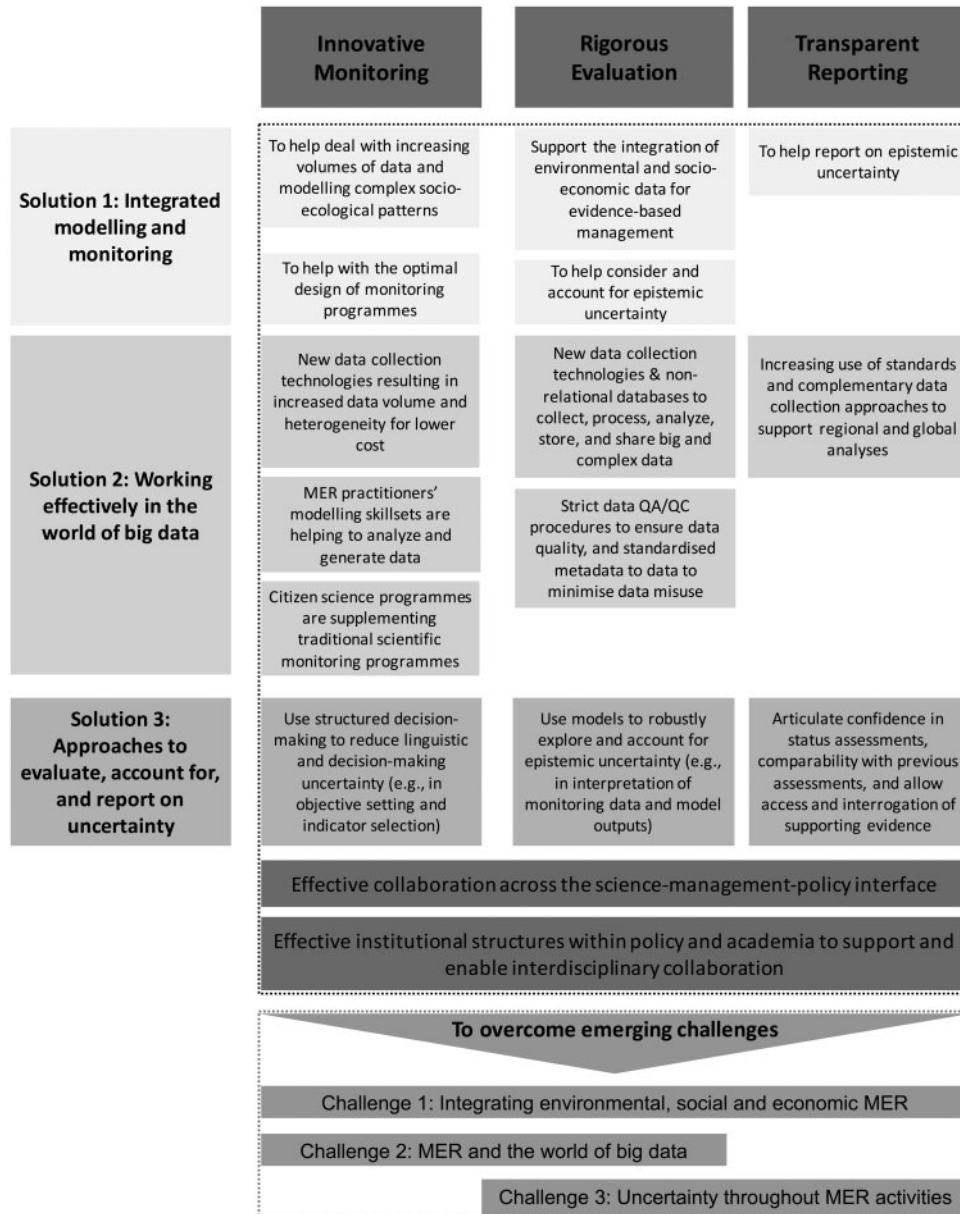 Innovative
Monitoring
Rigorous
Evaluation
Transparent
Reporting
Solution 1: Integrated
modelling and
monitoring
To help deal with increasing
volumes of data and
modelling complex socio-
ecological patterns
To help with the optimal
design of monitoring
programmes
Support the integration of
environmental and socio-
economic data for
evidence-based
management
To help consider and
account for epistemic
uncertainty
To help report on epistemic
uncertainty
Solution 2: Working
effectively in the
world of big data
New data collection
technologies resulting in
increased data volume and
heterogeneity for lower
cost
MER practitioners’
modelling skillsets are
helping to analyze and
generate data
Citizen science programmes
are supplementing
traditional scientific
monitoring programmes
New data collection
technologies & non-
relational databases to
collect, process, analyze,
store, and share big and
complex data
Strict data QA/QC
procedures to ensure data
quality, and standardised
metadata to data to
minimise data misuse
Increasing use of standards
and complementary data
collection approaches to
support regional and global
analyses
Solution 3:
Approaches to
evaluate, account for,
and report on
uncertainty
Use structured decision-
making to reduce linguistic
and decision-making
uncertainty (e.g., in
objective setting and
indicator selection)
Use models to robustly
explore and account for
epistemic uncertainty (e.g.,
in interpretation of
monitoring data and model
outputs)
Articulate confidence in
status assessments,
comparability with previous
assessments, and allow
access and interrogation of
supporting evidence
Effective collaboration across the science-management-policy interface
Effective institutional structures within policy and academia to support and
enable interdisciplinary collaboration
To overcome emerging challenges
Challenge 1: Integrating environmental, social and economic MER
Challenge 2: MER and the world of big data
Challenge 3: Uncertainty throughout MER activities